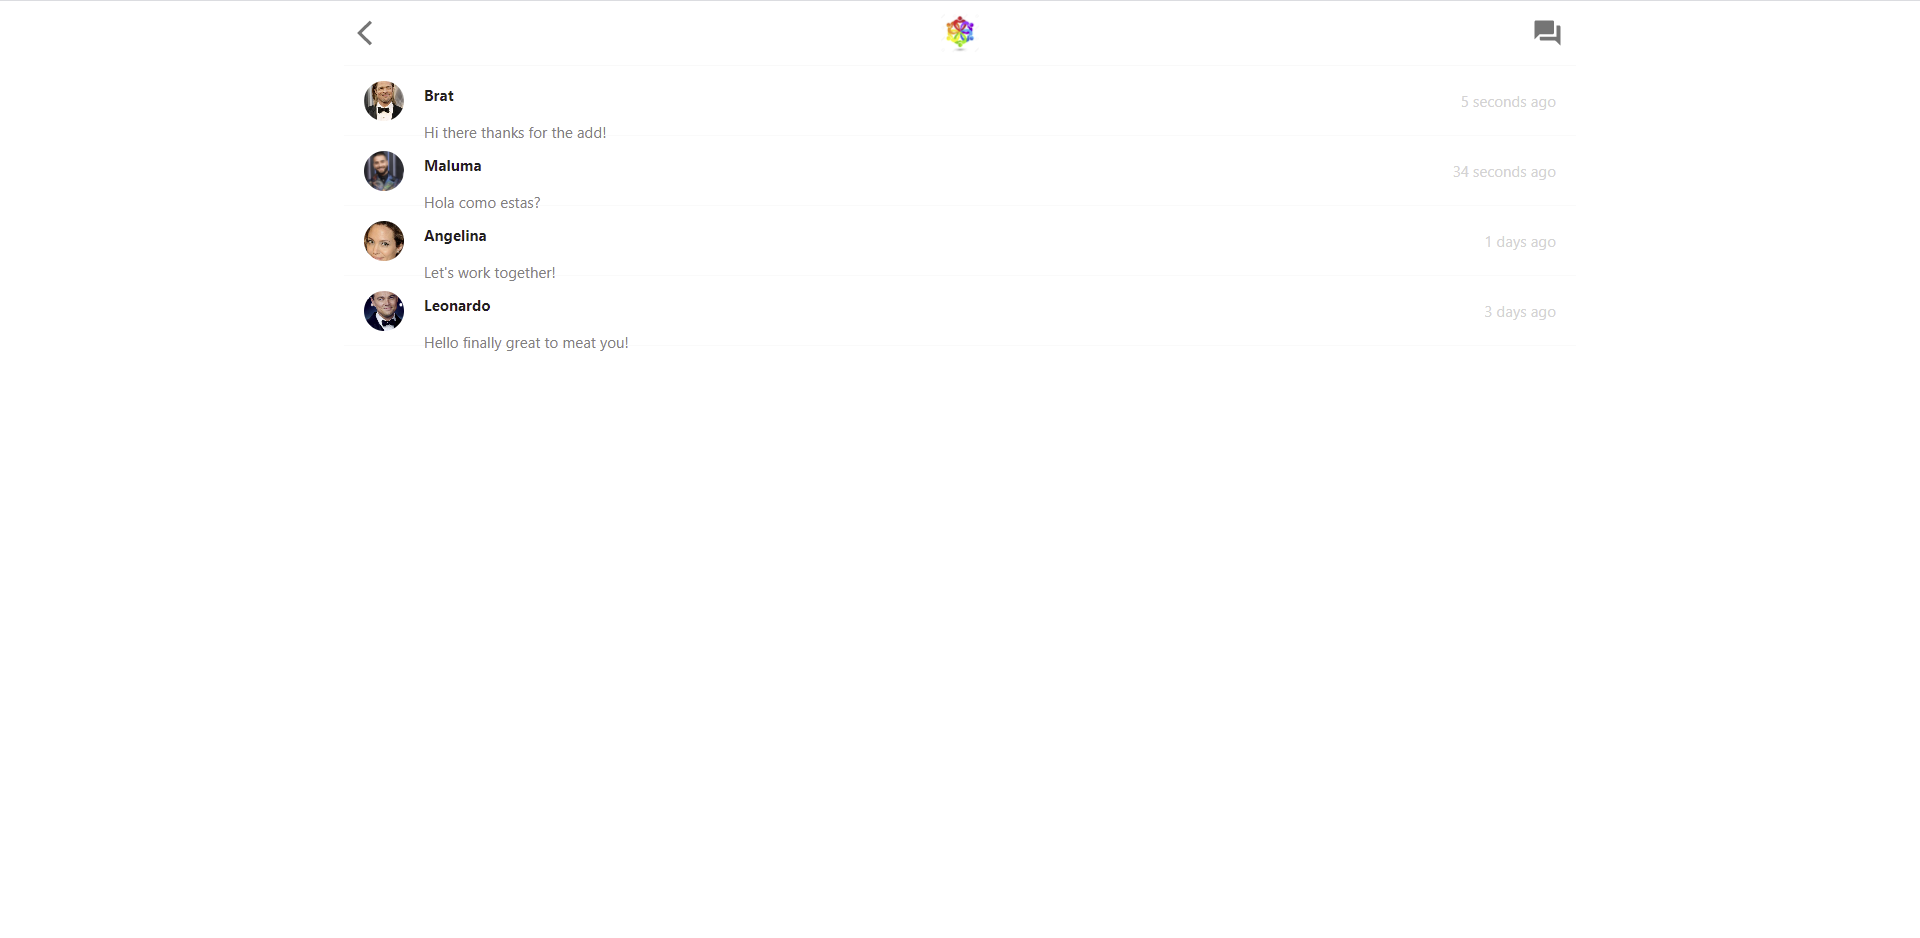 Brat
5 seconds ago
Hi there thanks for the add!
Maluma
34 seconds ago
Hola como estas?
Angelina
1 days ago
Let's work together!
Leonardo
3 days ago
Hello finally great to meat you!